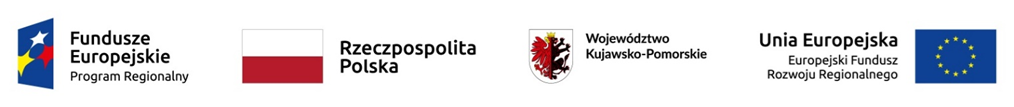 Fundusze
Europejskie
Program Regionalny
Rzeczpospolita
Polska
Województwo
Kujawsko-Pomorskie
Unia Europejska
Europejski Fundusz
Rozwoju Regionalnego